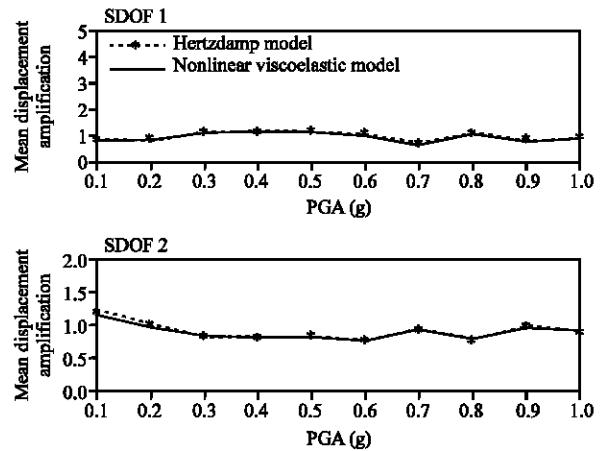 SDOF 1
Mean displacement
amplification
5
4
3
2
1
0
Hertzdamp model
Nonlinear viscoelastic model
0.1 0.2 0.3 0.4 0.5 0.6 0.7 0.8 0.9 1.0
PGA (g)
SDOF 2
Mean displacement
amplification
2.0
1.5
1.0
0.5
0.0
0.1 0.2 0.3 0.4 0.5 0.6 0.7 0.8 0.9 1.0
PGA (g)